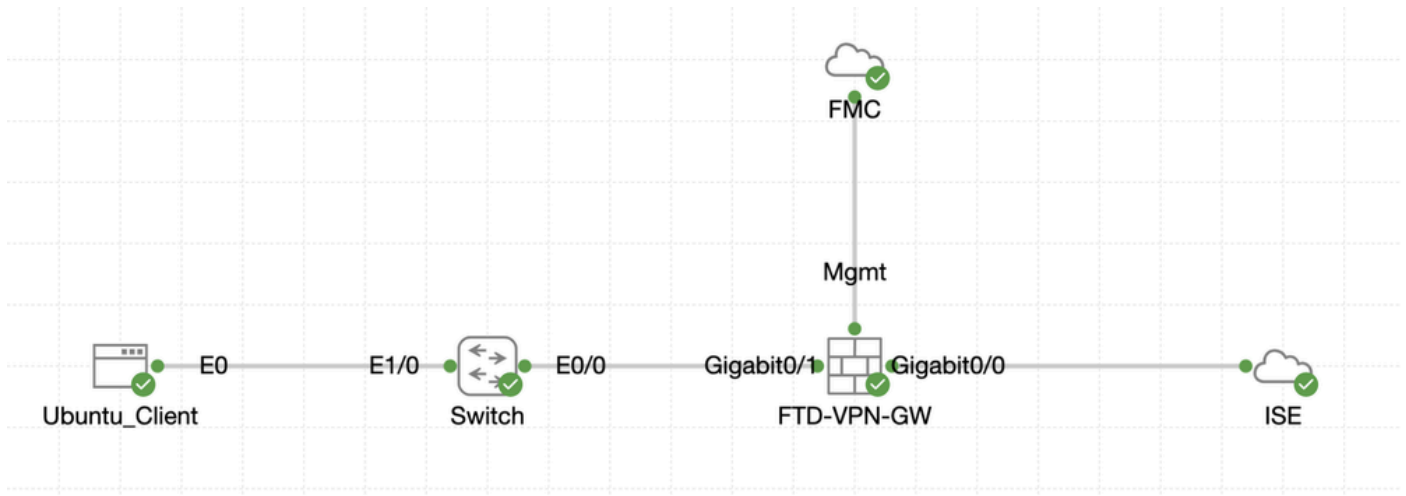 FMC
Mgmt
E0
E1/0
E0/0
Gigabit0/1
Gigabit0/0
Ubuntu_Client
Switch
FTD-VPN-GW
ISE